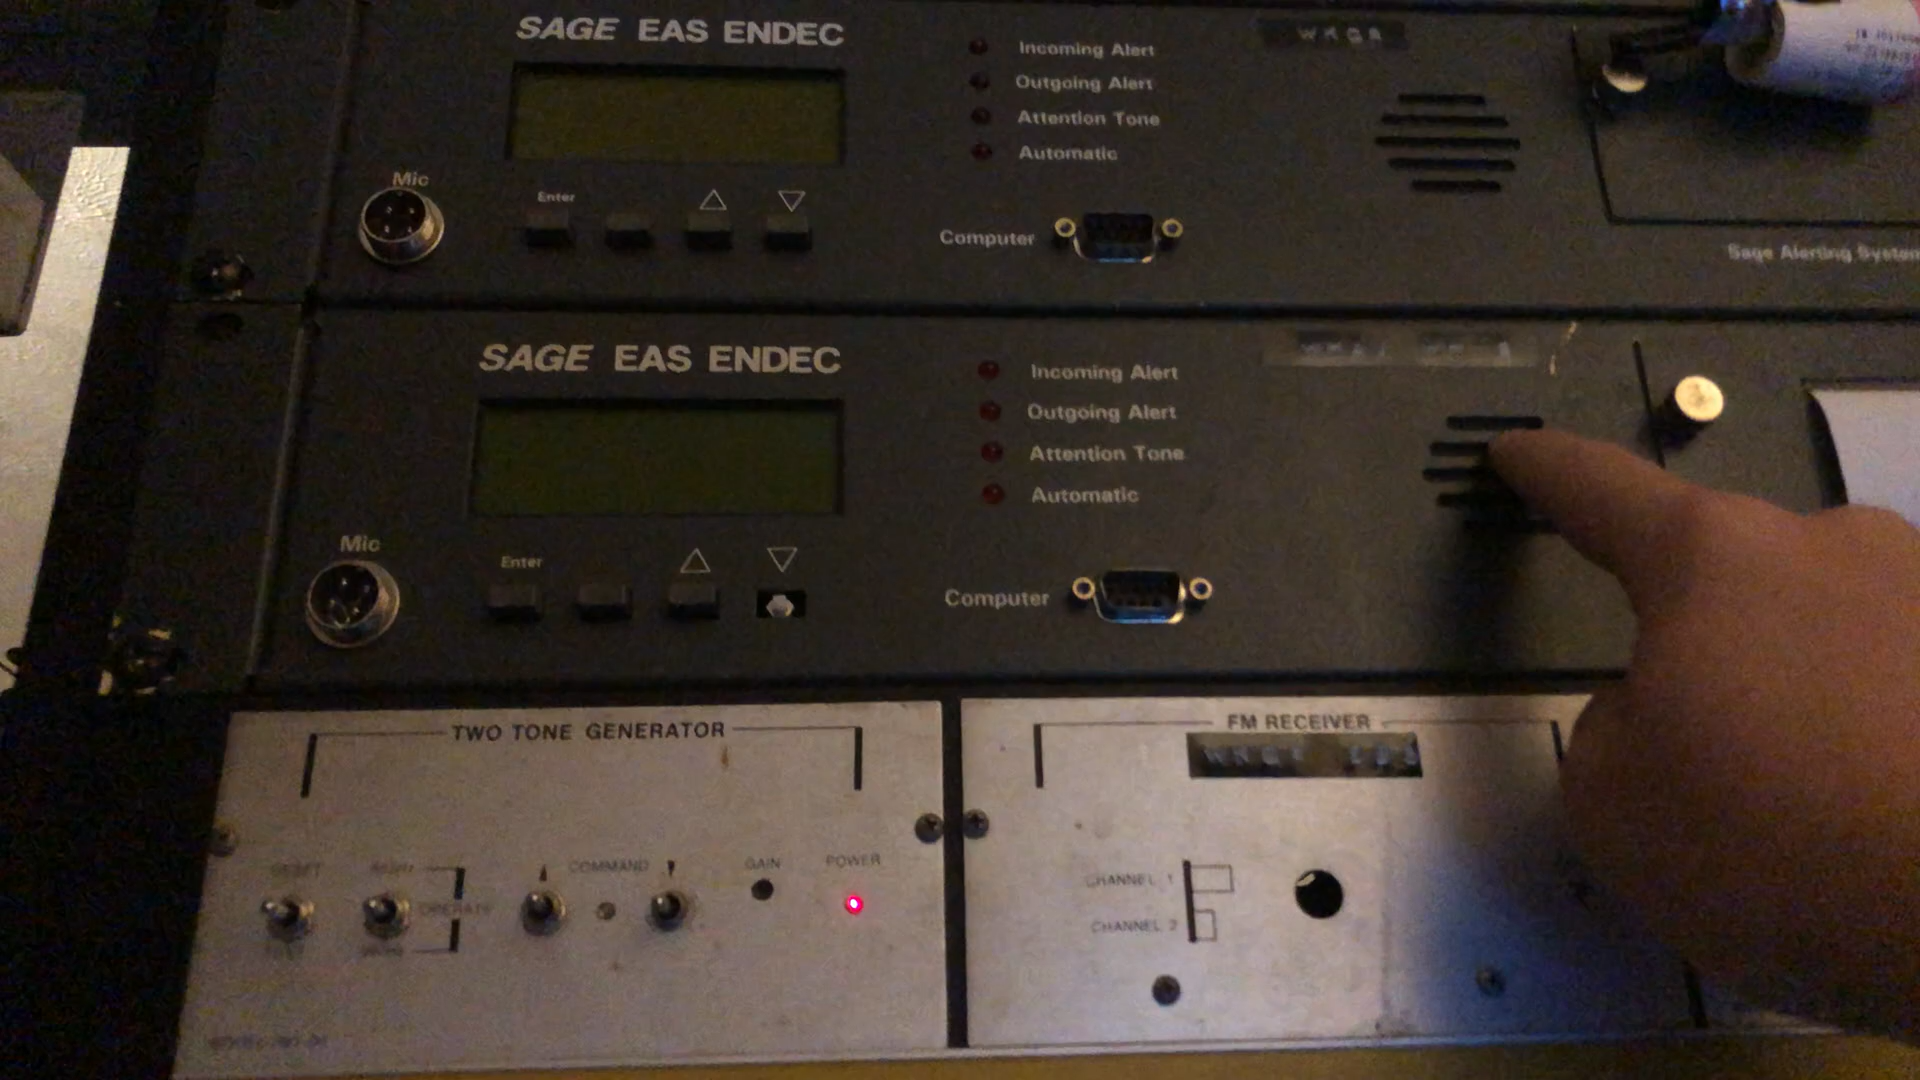 SAGE EAS ENDEC
Incoming Alert
Outgoing Alert
Attention Tone
Automatic
Mic
Enter
Computer
Sage Alerting System
SAGE EAS ENDEC
Incoming Alert
Outgoing Alert
Attention Tone
Automatic
Mic
Enter
Computer
TWO TONE GENERATOR
RESET
OPERATE
COMMAND
GAIN
POWER
FM RECEIVER
CHANNEL 1
CHANNEL 2